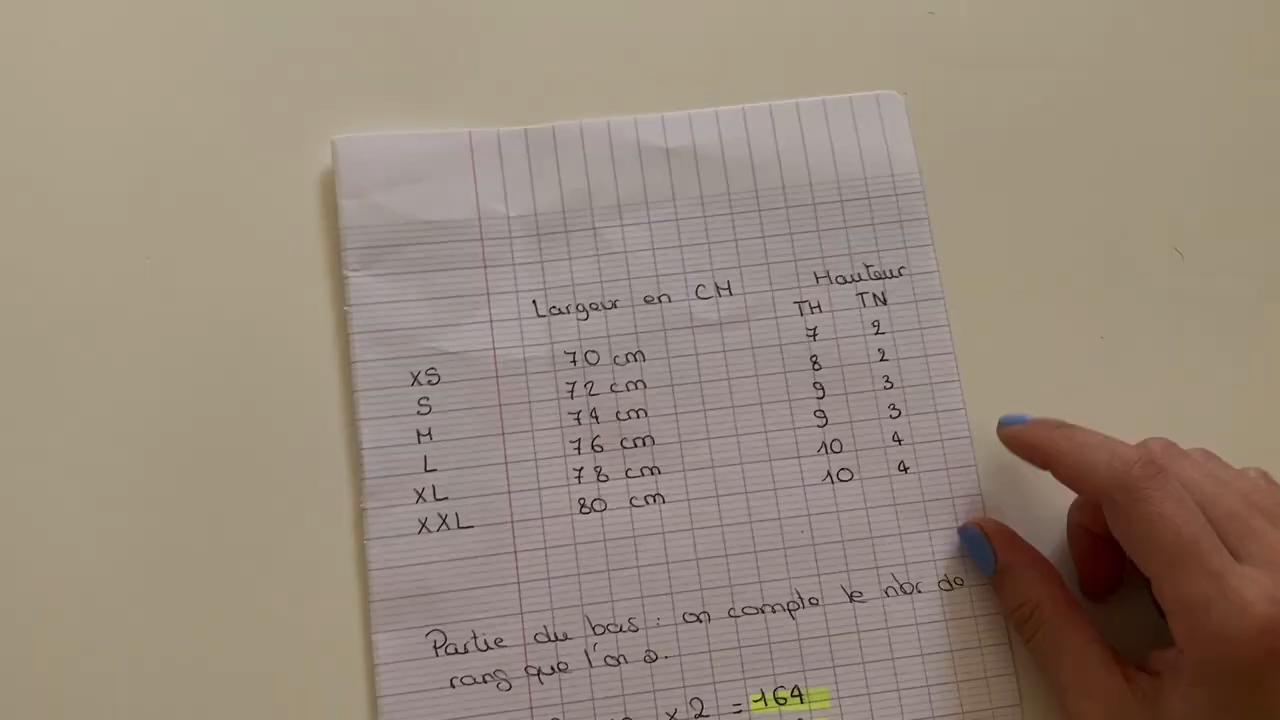 Hauteur
Largeur en CH TH TN
XS 70 cm 7 2
S 72 cm 8 2
M 74 cm 9 3
L 76 cm 9 3
XL 78 cm 10 4
XXL 80 cm 10 4
Partie du bas : on compte le nbr de
rang que l'on a.
x2 = 164